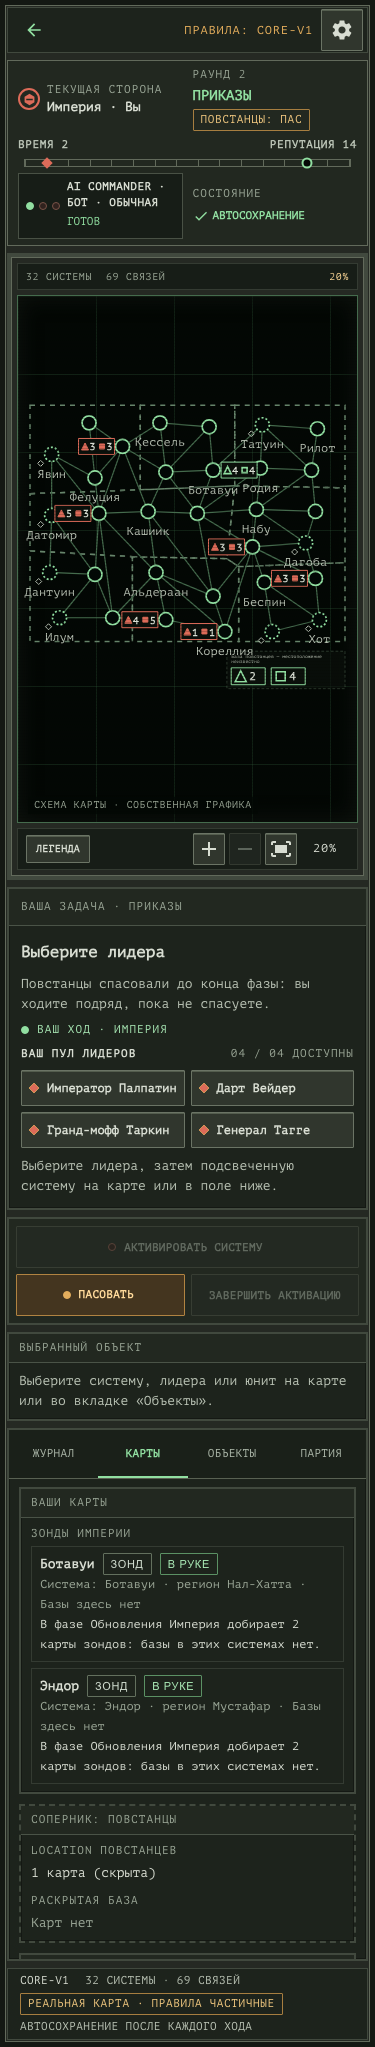 ПРАВИЛА: CORE-V1
ТЕКУЩАЯ СТОРОНА
Империя · Вы
РАУНД 2
ПРИКАЗЫ
ПОВСТАНЦЫ: ПАС
ВРЕМЯ 2
РЕПУТАЦИЯ 14
AI COMMANDER ·
БОТ · ОБЫЧНАЯ
ГОТОВ
СОСТОЯНИЕ
АВТОСОХРАНЕНИЕ
32 СИСТЕМЫ 69 СВЯЗЕЙ
20%
3 3
Кессель
Татуин
Рилот
Явин
4 4
Фелуция
Ботавуи
Родия
5 3
Датомир
Кашиик
Набу
3 3
Дагоба
Дантуин
Альдераан
3 3
Беспин
Илум
4 5
1 1
Хот
Кореллия
2 4
СХЕМА КАРТЫ · СОБСТВЕННАЯ ГРАФИКА
ЛЕГЕНДА
20%
ВАША ЗАДАЧА · ПРИКАЗЫ
Выберите лидера
Повстанцы спасовали до конца фазы: вы
ходите подряд, пока не спасуете.
ВАШ ХОД · ИМПЕРИЯ
ВАШ ПУЛ ЛИДЕРОВ
04 / 04 ДОСТУПНЫ
Император Палпатин
Дарт Вейдер
Гранд-мофф Таркин
Генерал Тагге
Выберите лидера, затем подсвеченную
систему на карте или в поле ниже.
АКТИВИРОВАТЬ СИСТЕМУ
ПАСОВАТЬ
ЗАВЕРШИТЬ АКТИВАЦИЮ
ВЫБРАННЫЙ ОБЪЕКТ
Выберите систему, лидера или юнит на карте
или во вкладке «Объекты».
ЖУРНАЛ
КАРТЫ
ОБЪЕКТЫ
ПАРТИЯ
ВАШИ КАРТЫ
ЗОНДЫ ИМПЕРИИ
Ботавуи ЗОНД В РУКЕ
Система: Ботавуи · регион Нал-Хатта ·
Базы здесь нет
В фазе Обновления Империя добирает 2
карты зондов: базы в этих системах нет.
Эндор ЗОНД В РУКЕ
Система: Эндор · регион Мустафар · Базы
здесь нет
В фазе Обновления Империя добирает 2
карты зондов: базы в этих системах нет.
СОПЕРНИК: ПОВСТАНЦЫ
LOCATION ПОВСТАНЦЕВ
1 карта (скрыта)
РАСКРЫТАЯ БАЗА
Карт нет
CORE-V1 32 СИСТЕМЫ · 69 СВЯЗЕЙ
РЕАЛЬНАЯ КАРТА · ПРАВИЛА ЧАСТИЧНЫЕ
АВТОСОХРАНЕНИЕ ПОСЛЕ КАЖДОГО ХОДА